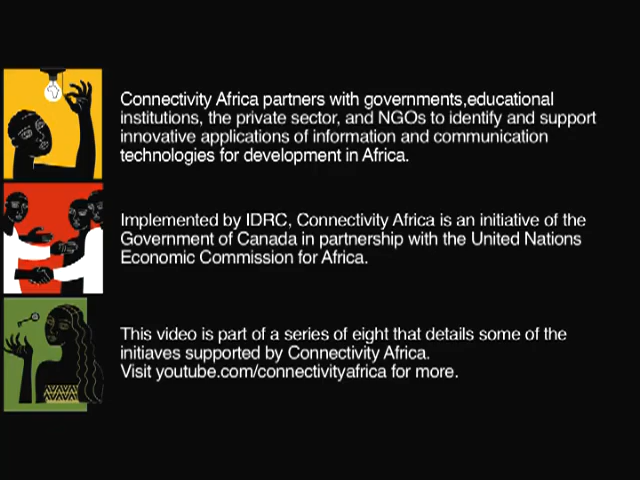 Connectivity Africa partners with governments,educational
institutions, the private sector, and NGOs to identify and support
innovative applications of information and communication
technologies for development in Africa.
Implemented by IDRC, Connectivity Africa is an initiative of the
Government of Canada in partnership with the United Nations
Economic Commission for Africa.
This video is part of a series of eight that details some of the
initiaves supported by Connectivity Africa.
Visit youtube.com/connectivityafrica for more.